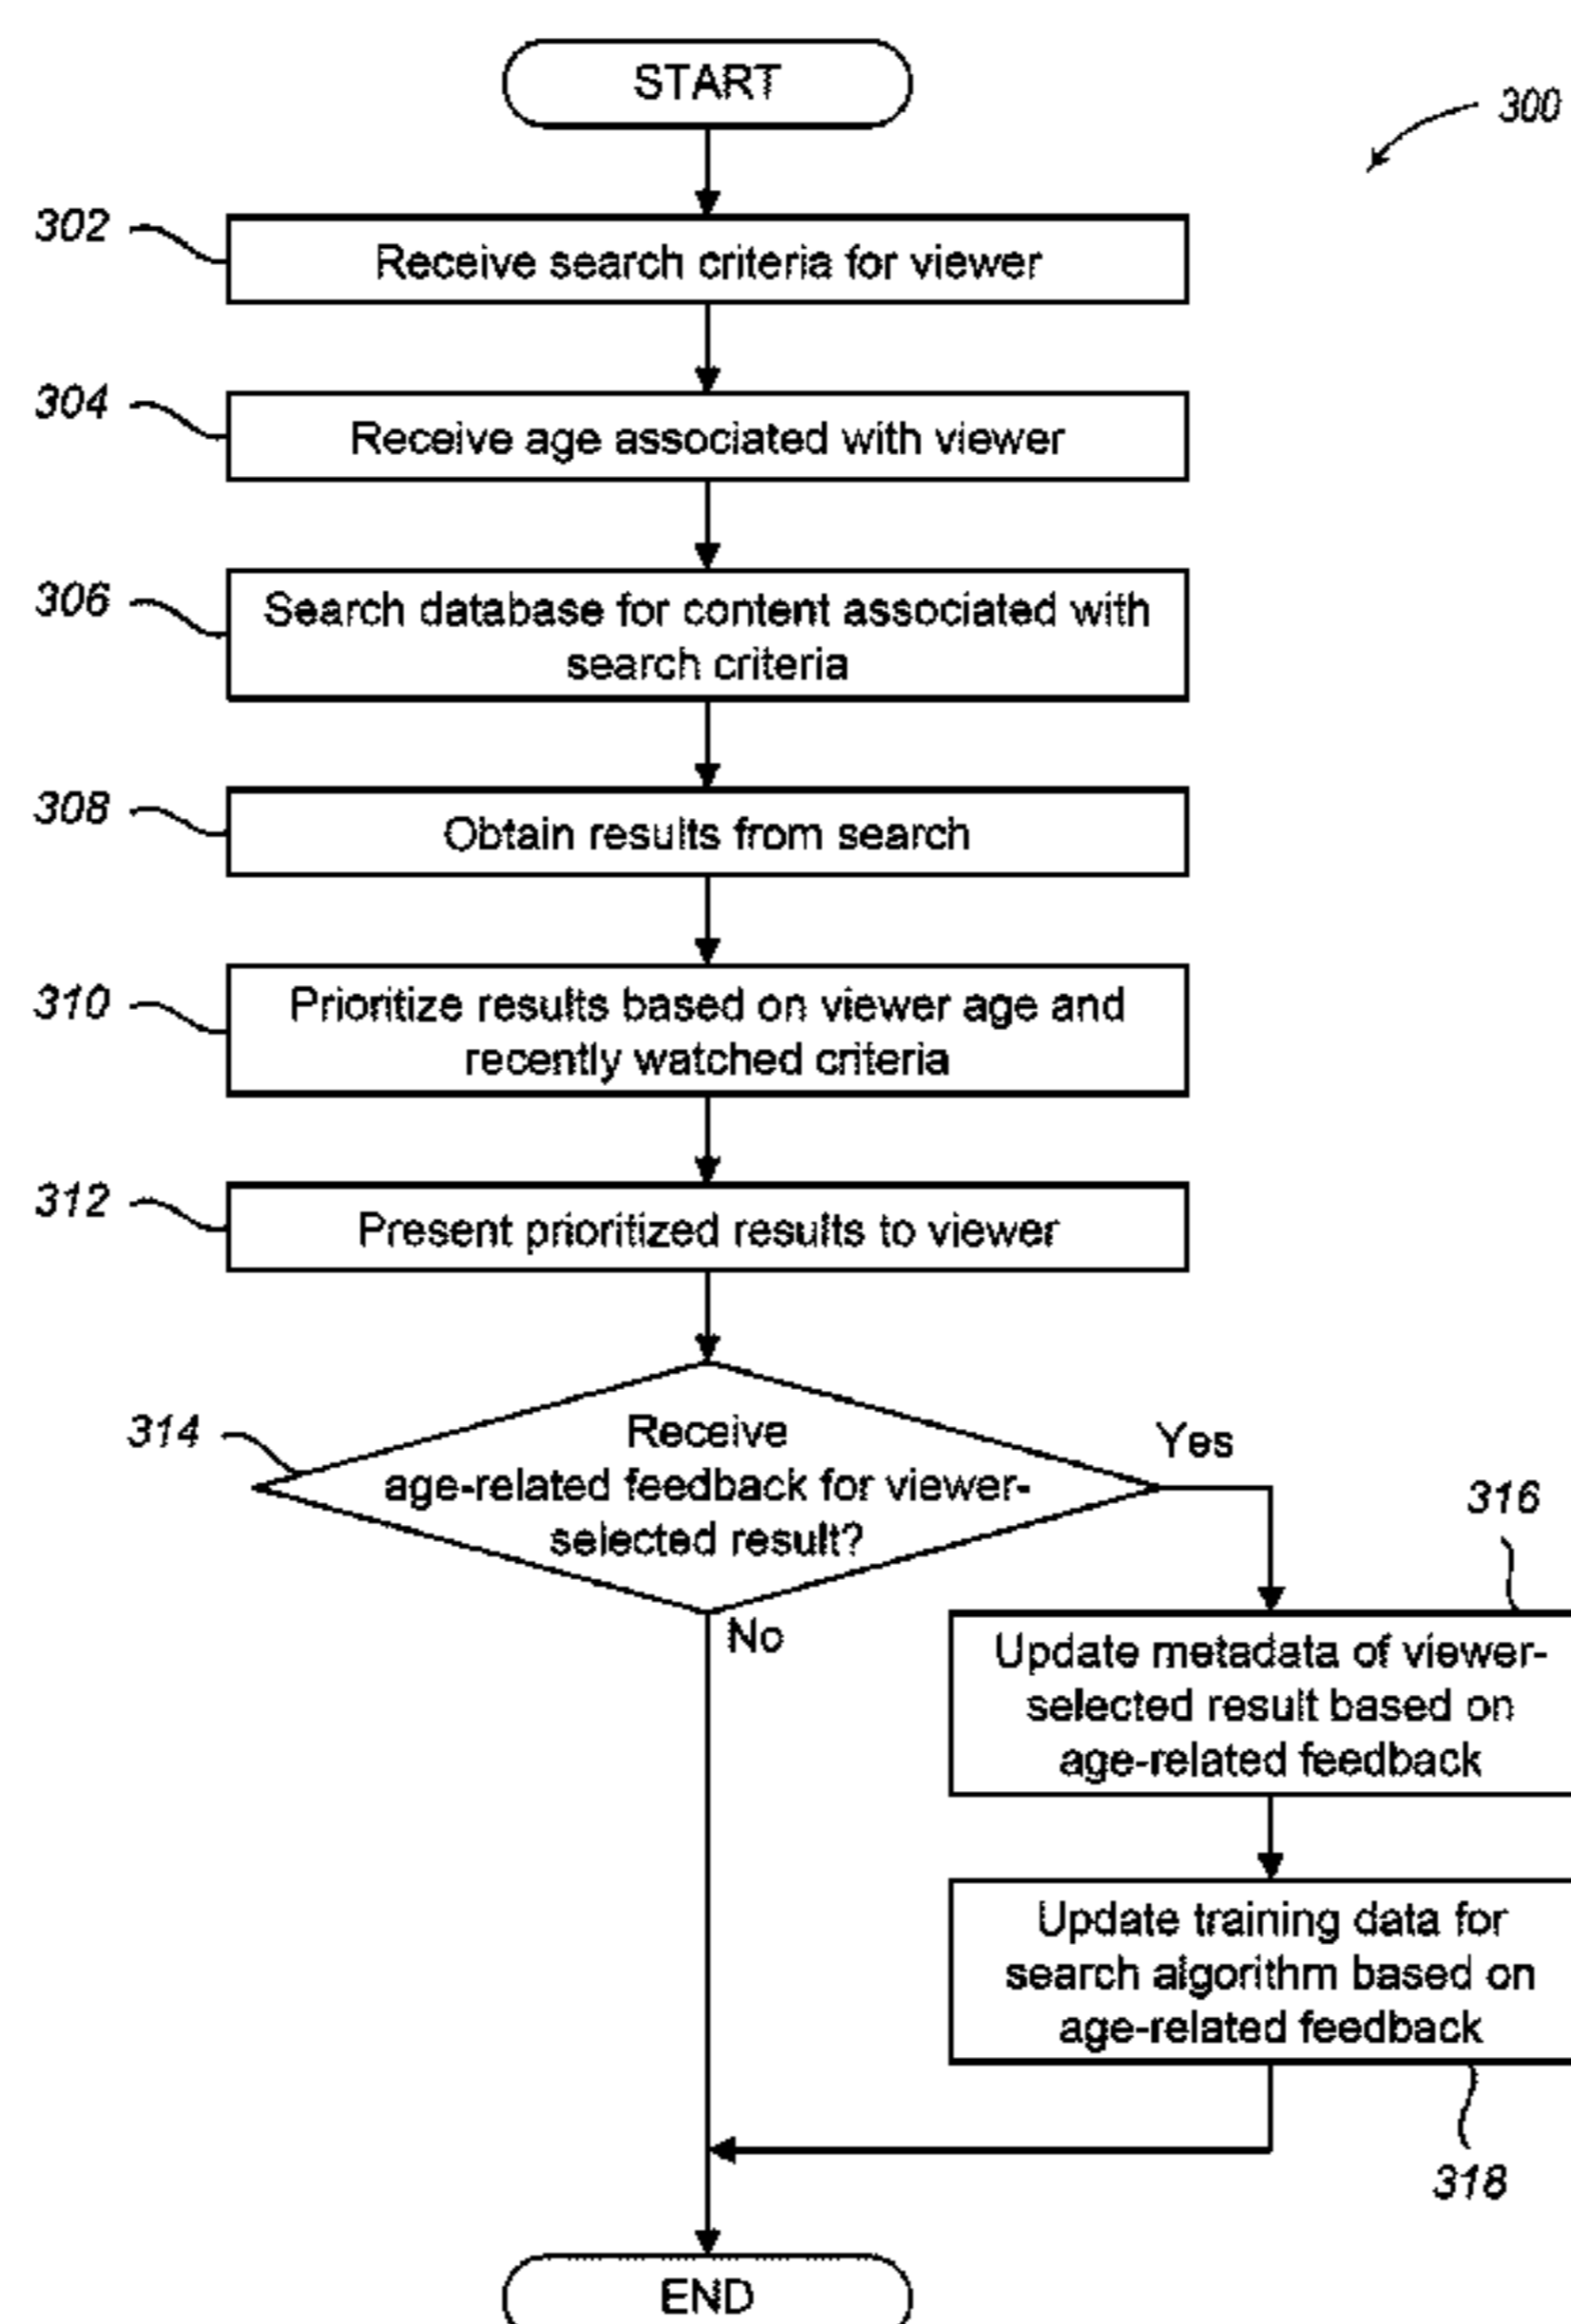 START
300
302
Receive search criteria for viewer
304
Receive age associated with viewer
306
Search database for content associated with
search criteria
308
Obtain results from search
310
Prioritize results based on viewer age and
recently watched criteria
312
Present prioritized results to viewer
314
Receive
age-related feedback for viewer-
selected result?
Yes
No
316
Update metadata of viewer-
selected result based on
age-related feedback
Update training data for
search algorithm based on
age-related feedback
318
END